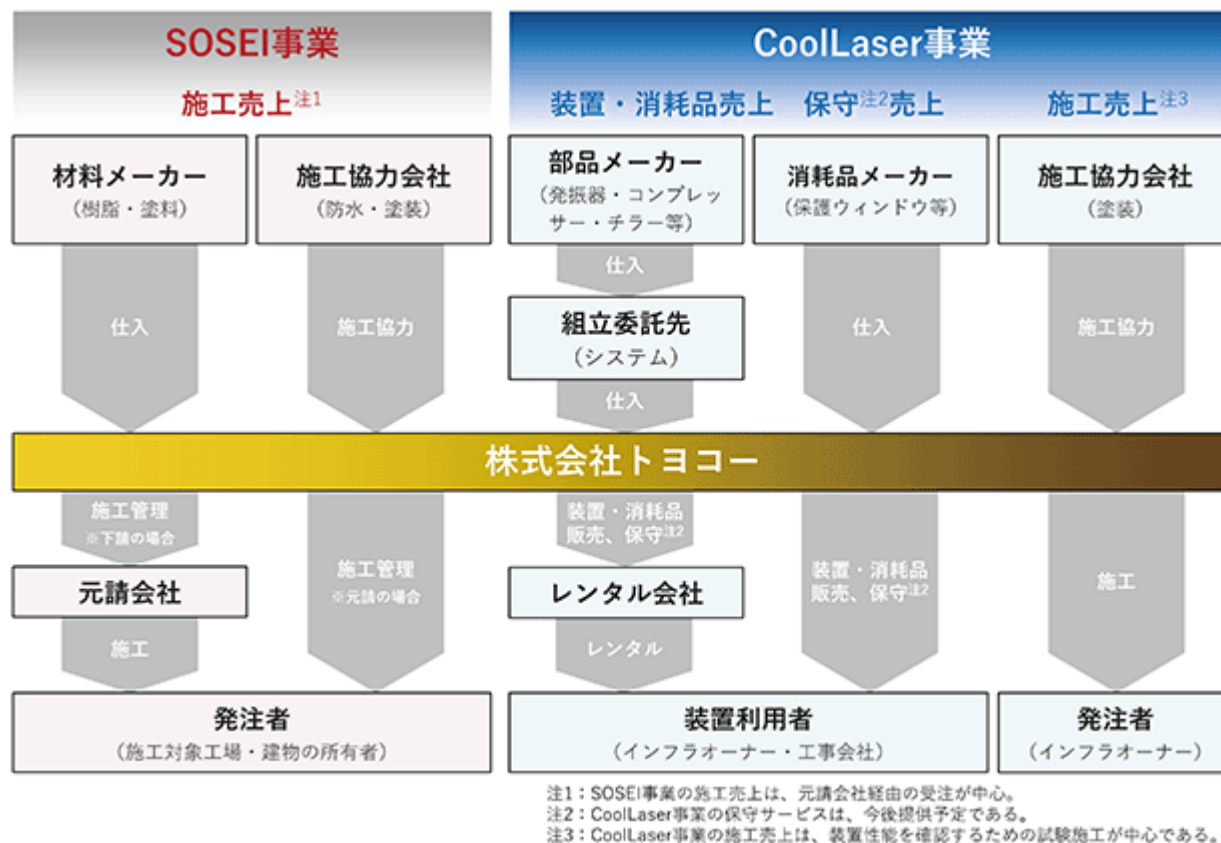 SOSEI事業
施工売上注1
材料メーカー
（樹脂・塗料）
施工協力会社
（防水・塗装）
仕入
施工協力
CoolLaser事業
装置・消耗品売上
保守注2売上
施工売上注3
部品メーカー
（発振器・コンプレッ
サー・チラー等）
消耗品メーカー
（保護ウィンドウ等）
施工協力会社
（塗装）
仕入
組立委託先
（システム）
仕入
仕入
施工協力
株式会社トヨコー
施工管理
※下請の場合
元請会社
施工
施工管理
※元請の場合
発注者
（施工対象工場・建物の所有者）
装置・消耗品
販売、保守注2
レンタル会社
レンタル
装置・消耗品
販売、保守注2
装置利用者
（インフラオーナー・工事会社）
施工
発注者
（インフラオーナー）
注1：SOSEI事業の施工売上は、元請会社経由の受注が中心。
注2：CoolLaser事業の保守サービスは、今後提供予定である。
注3：CoolLaser事業の施工売上は、装置性能を確認するための試験施工が中心である。